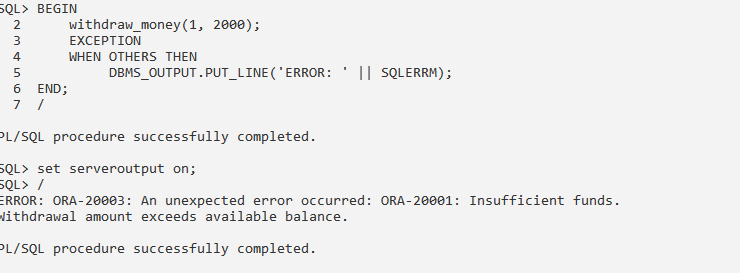 SQL> BEGIN
2 withdraw_money(1, 2000);
3 EXCEPTION
4 WHEN OTHERS THEN
5 DBMS_OUTPUT.PUT_LINE('ERROR: ' || SQLERRM);
6 END;
7 /
PL/SQL procedure successfully completed.
SQL> set serveroutput on;
SQL> /
ERROR: ORA-20003: An unexpected error occurred: ORA-20001: Insufficient funds.
Withdrawal amount exceeds available balance.
PL/SQL procedure successfully completed.